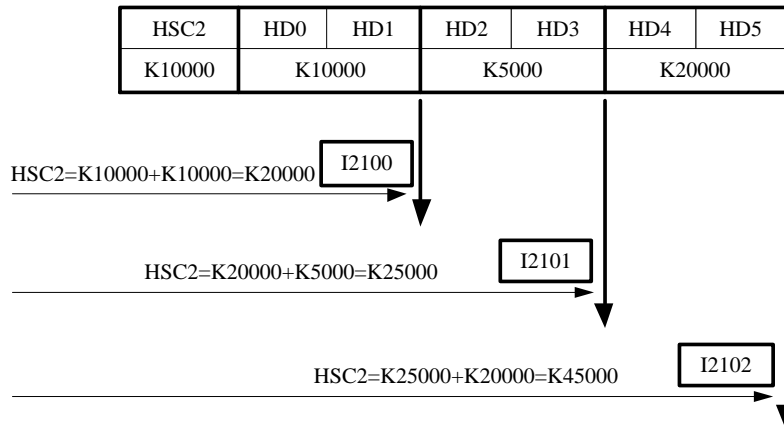 HSC2 HD0 HD1 HD2 HD3 HD4 HD5
K10000 K10000 K5000 K20000
I2100
HSC2=K10000+K10000=K20000
I2101
HSC2=K20000+K5000=K25000
I2102
HSC2=K25000+K20000=K45000